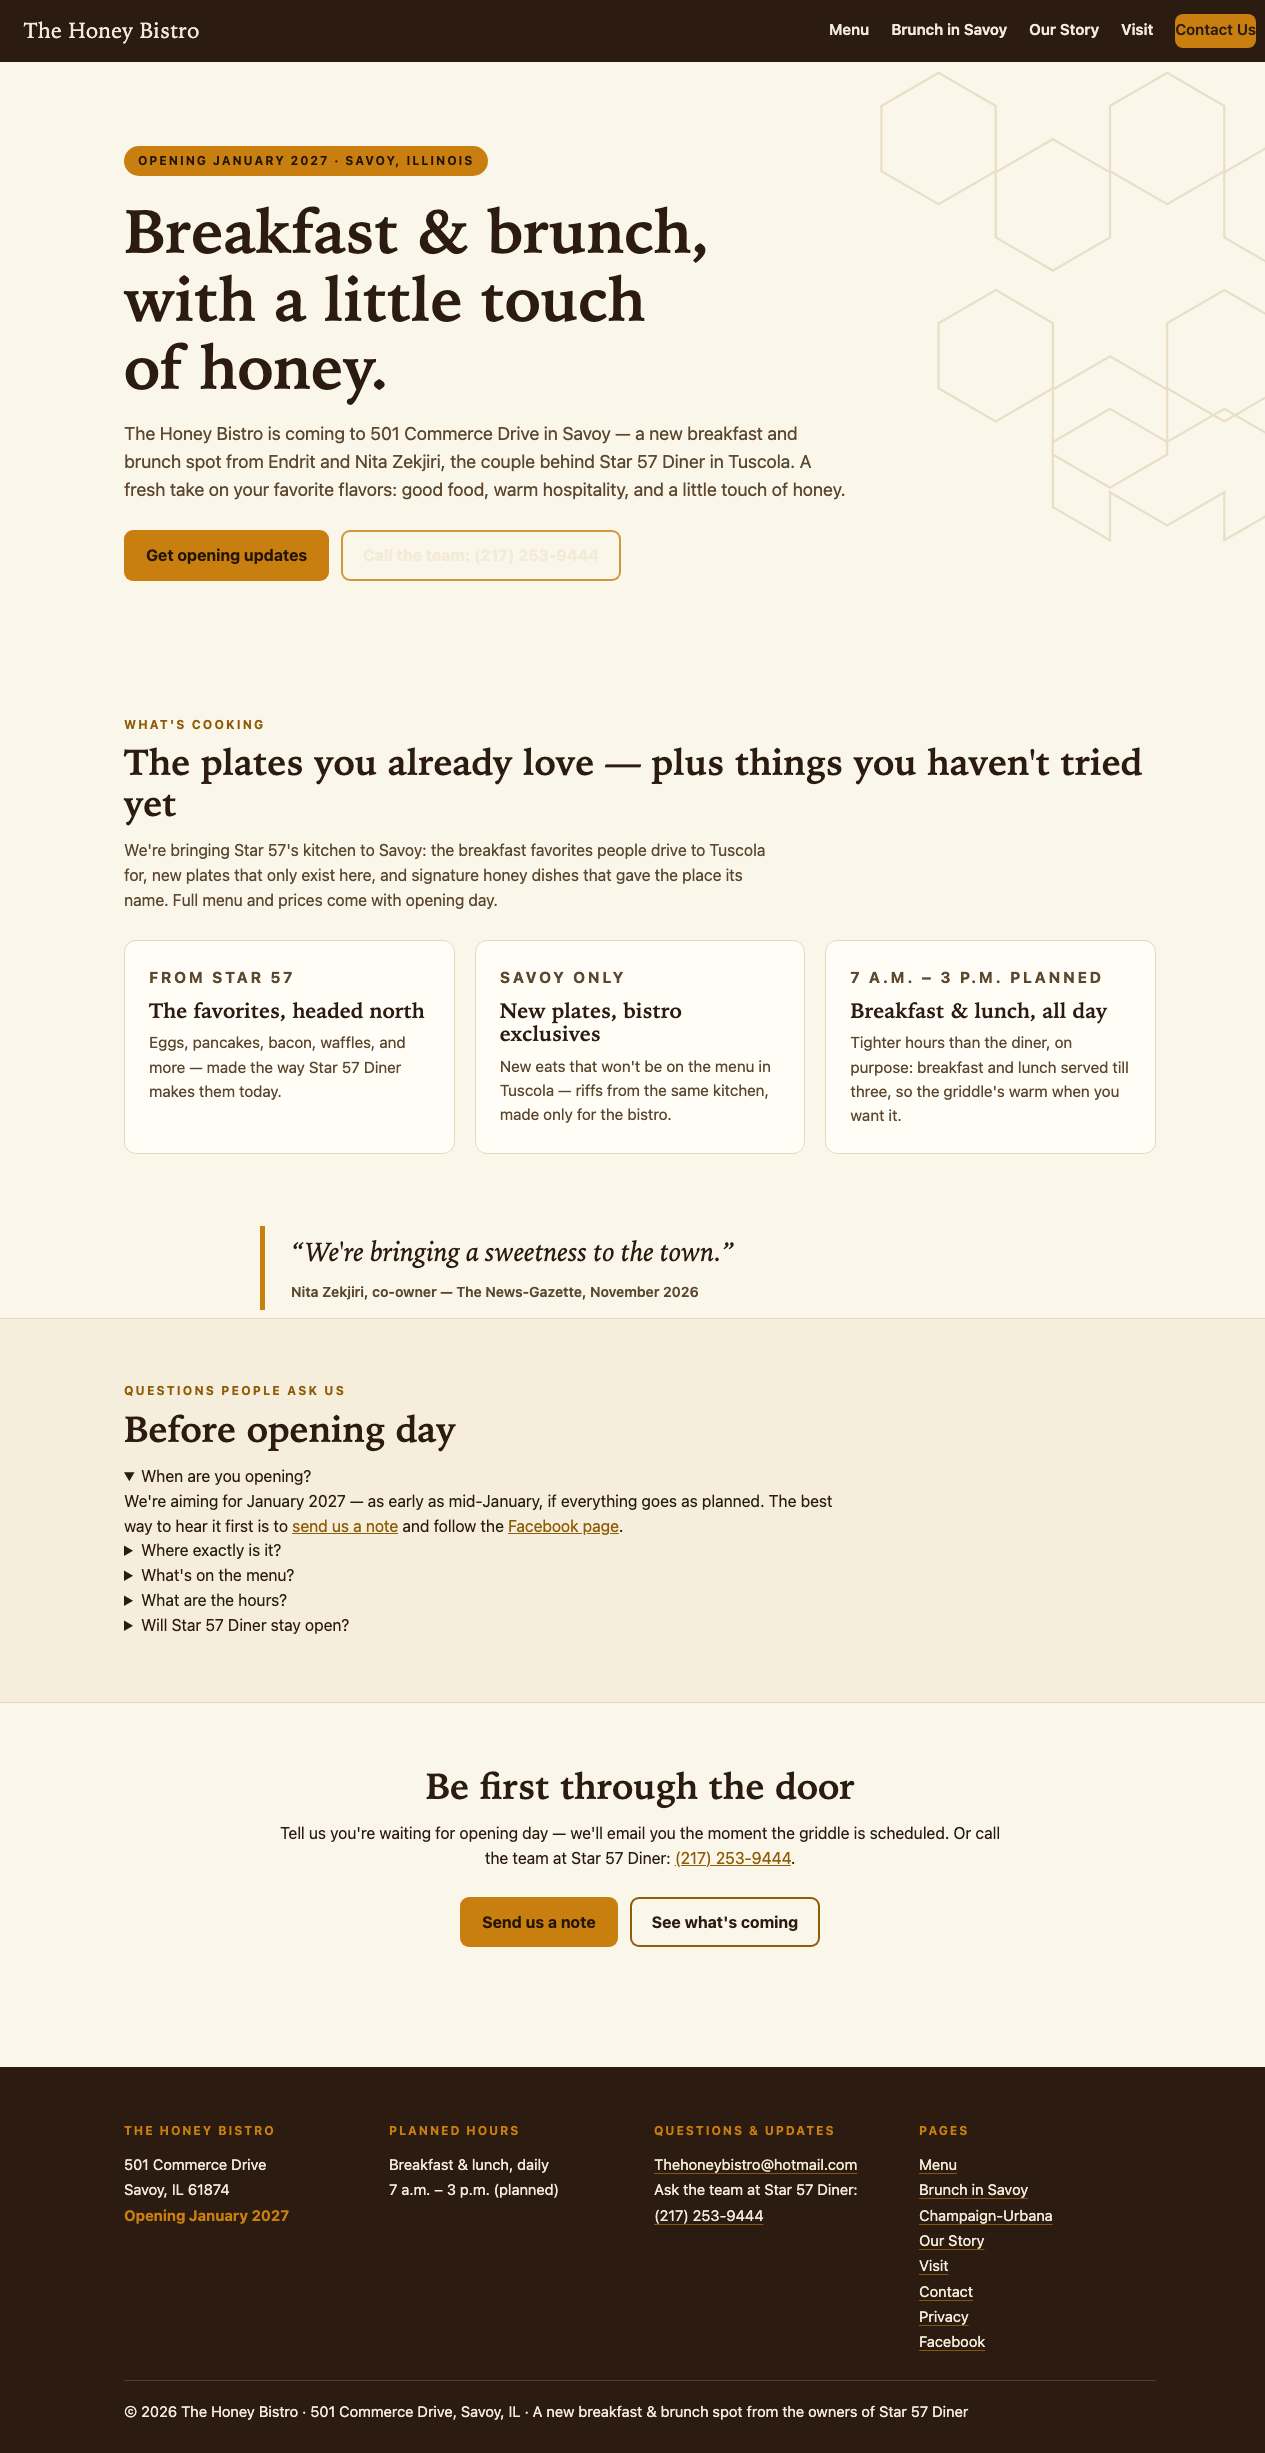 The Honey Bistro
Menu
Brunch in Savoy
Our Story
Visit
Contact Us
OPENING JANUARY 2027 · SAVOY, ILLINOIS
Breakfast & brunch,
with a little touch
of honey.
The Honey Bistro is coming to 501 Commerce Drive in Savoy — a new breakfast and
brunch spot from Endrit and Nita Zekjiri, the couple behind Star 57 Diner in Tuscola. A
fresh take on your favorite flavors: good food, warm hospitality, and a little touch of honey.
Get opening updates
Call the team: (217) 253-9444
WHAT'S COOKING
The plates you already love — plus things you haven't tried
yet
We're bringing Star 57's kitchen to Savoy: the breakfast favorites people drive to Tuscola
for, new plates that only exist here, and signature honey dishes that gave the place its
name. Full menu and prices come with opening day.
FROM STAR 57
The favorites, headed north
Eggs, pancakes, bacon, waffles, and
more — made the way Star 57 Diner
makes them today.
SAVOY ONLY
New plates, bistro
exclusives
New eats that won't be on the menu in
Tuscola — riffs from the same kitchen,
made only for the bistro.
7 A.M. – 3 P.M. PLANNED
Breakfast & lunch, all day
Tighter hours than the diner, on
purpose: breakfast and lunch served till
three, so the griddle's warm when you
want it.
“We're bringing a sweetness to the town.”
Nita Zekjiri, co-owner — The News-Gazette, November 2026
QUESTIONS PEOPLE ASK US
Before opening day
When are you opening?
We're aiming for January 2027 — as early as mid-January, if everything goes as planned. The best
way to hear it first is to send us a note and follow the Facebook page.
Where exactly is it?
What's on the menu?
What are the hours?
Will Star 57 Diner stay open?
Be first through the door
Tell us you're waiting for opening day — we'll email you the moment the griddle is scheduled. Or call
the team at Star 57 Diner: (217) 253-9444.
Send us a note
See what's coming
THE HONEY BISTRO
501 Commerce Drive
Savoy, IL 61874
Opening January 2027
PLANNED HOURS
Breakfast & lunch, daily
7 a.m. – 3 p.m. (planned)
QUESTIONS & UPDATES
Thehoneybistro@hotmail.com
Ask the team at Star 57 Diner:
(217) 253-9444
PAGES
Menu
Brunch in Savoy
Champaign-Urbana
Our Story
Visit
Contact
Privacy
Facebook
© 2026 The Honey Bistro · 501 Commerce Drive, Savoy, IL · A new breakfast & brunch spot from the owners of Star 57 Diner